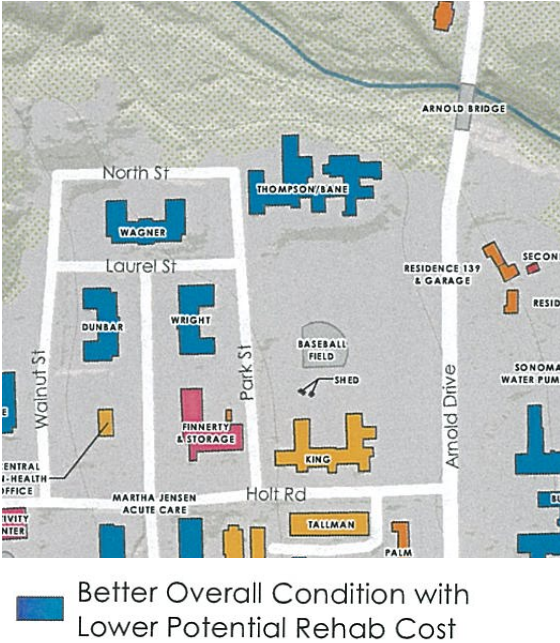 ARNOLD BRIDGE
North St
THOMPSON/BANE
WAGNER
Laurel St
RESIDENCE 139
& GARAGE
SECON
RESID
DUNBAR
WRIGHT
BASEBALL
FIELD
Walnut St
Park St
SHED
Arnold Drive
SONOMA
WATER PUM
E
FINNERTY
& STORAGE
KING
ENTRAL
N-HEALTH
OFFICE
MARTHA JENSEN
ACUTE CARE
Holt Rd
BL
TIVITY
NTER
TALLMAN
PALM
Better Overall Condition with
Lower Potential Rehab Cost